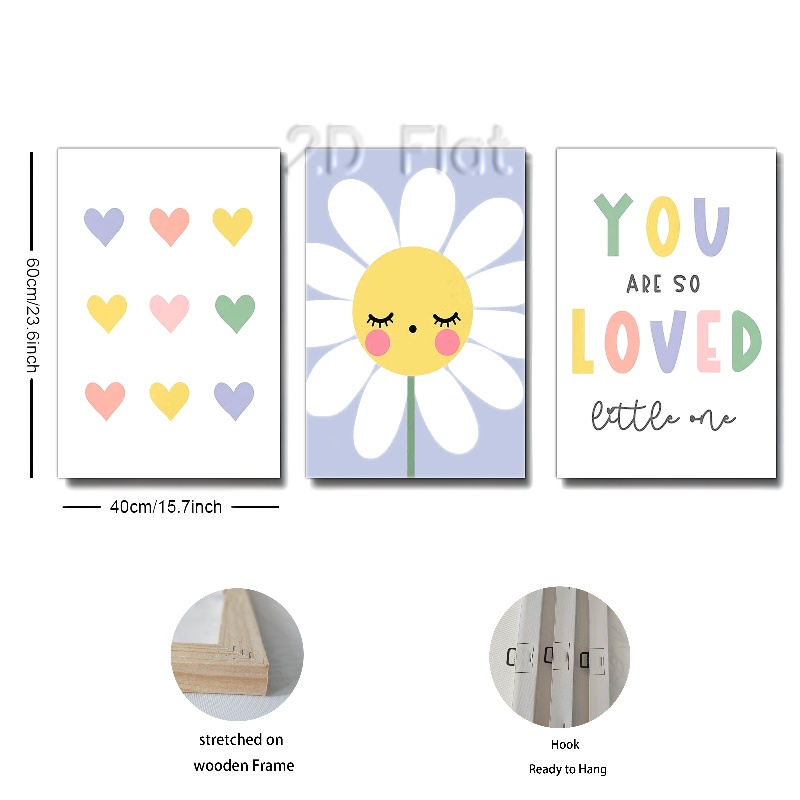 2D Flat
YOU
ARE SO
LOVED
little one
60cm/23.6inch
40cm/15.7inch
stretched on
wooden Frame
Hook
Ready to Hang